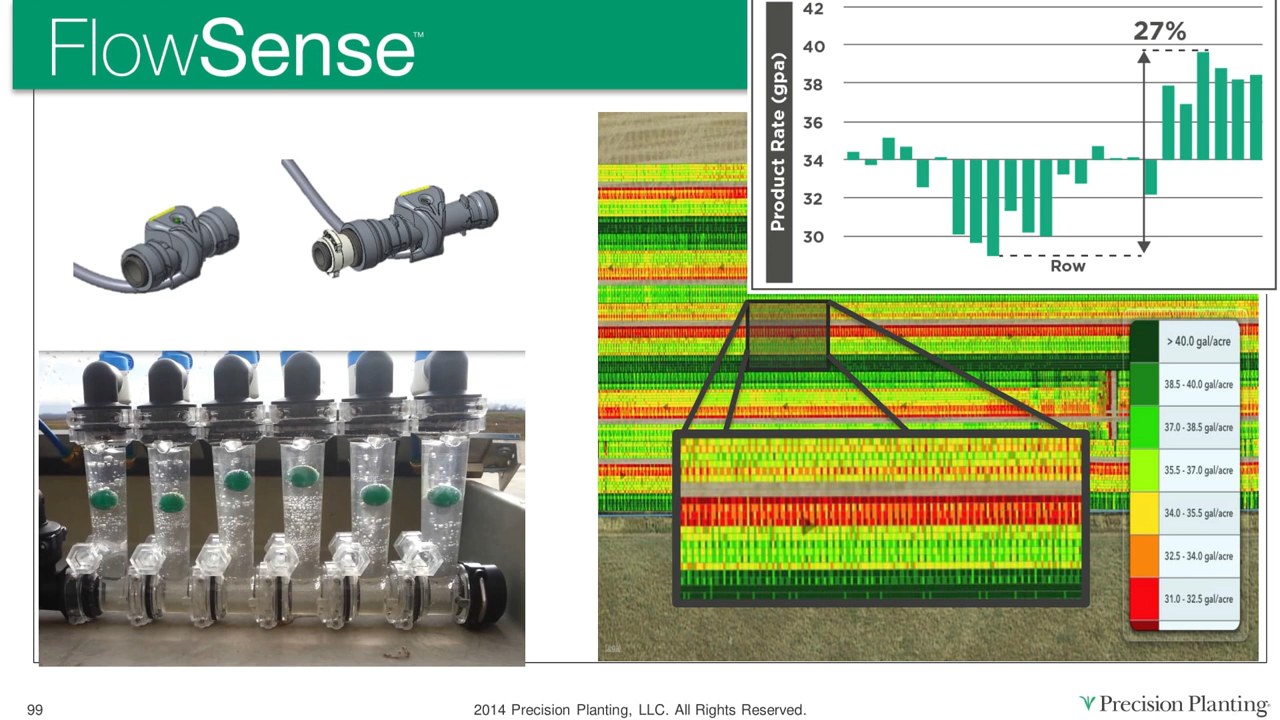 FlowSense™
Product Rate (gpa)
42
40
38
36
34
32
30
27%
Row
> 40.0 gal/acre
38.5 - 40.0 gal/acre
37.0 - 38.5 gal/acre
35.5 - 37.0 gal/acre
34.0 - 35.5 gal/acre
32.5 - 34.0 gal/acre
31.0 - 32.5 gal/acre
99
2014 Precision Planting, LLC. All Rights Reserved.
Precision Planting